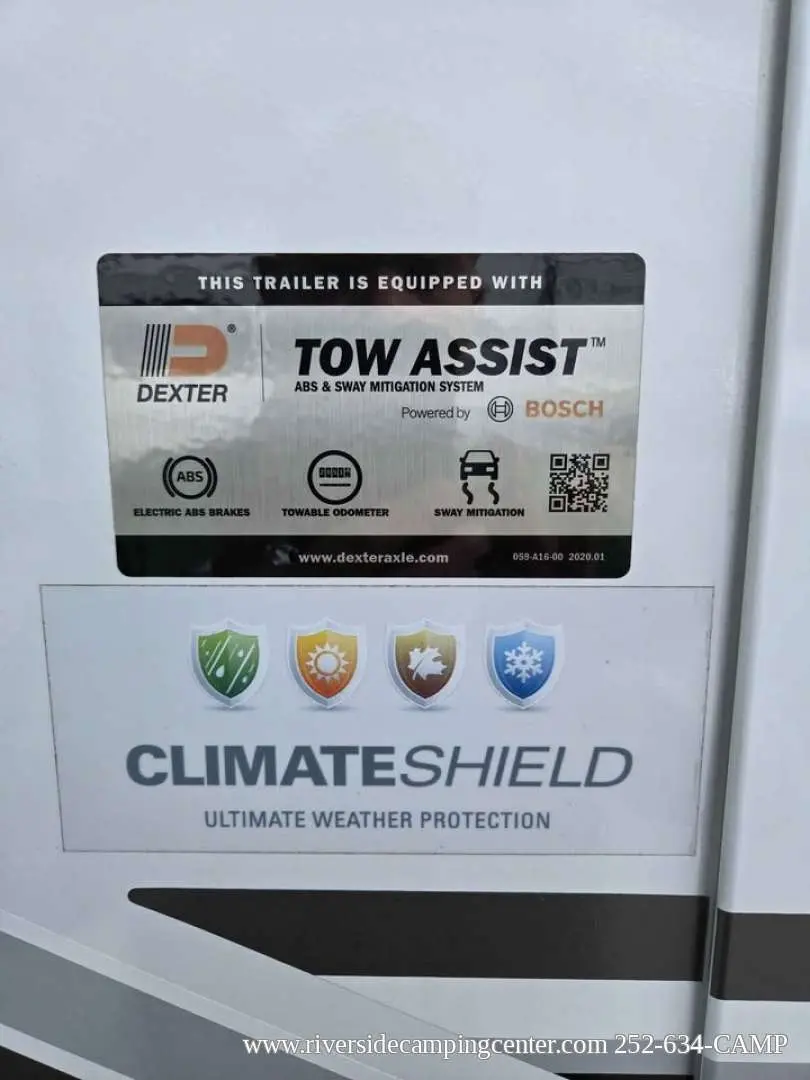 THIS TRAILER IS EQUIPPED WITH
DEXTER®
TOW ASSIST™
ABS & SWAY MITIGATION SYSTEM
Powered by BOSCH
ABS
ELECTRIC ABS BRAKES
TOWABLE ODOMETER
SWAY MITIGATION
www.dexteraxle.com
059-A16-00 2020.01
CLIMATESHIELD
ULTIMATE WEATHER PROTECTION
www.riversidecampingcenter.com 252-634-CAMP